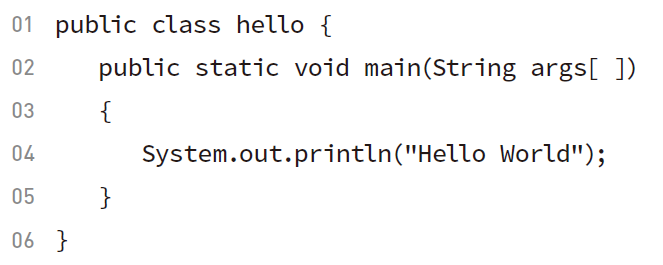 01 public class hello {
02 public static void main(String args[ ])
03 {
04 System.out.println("Hello World");
05 }
06 }